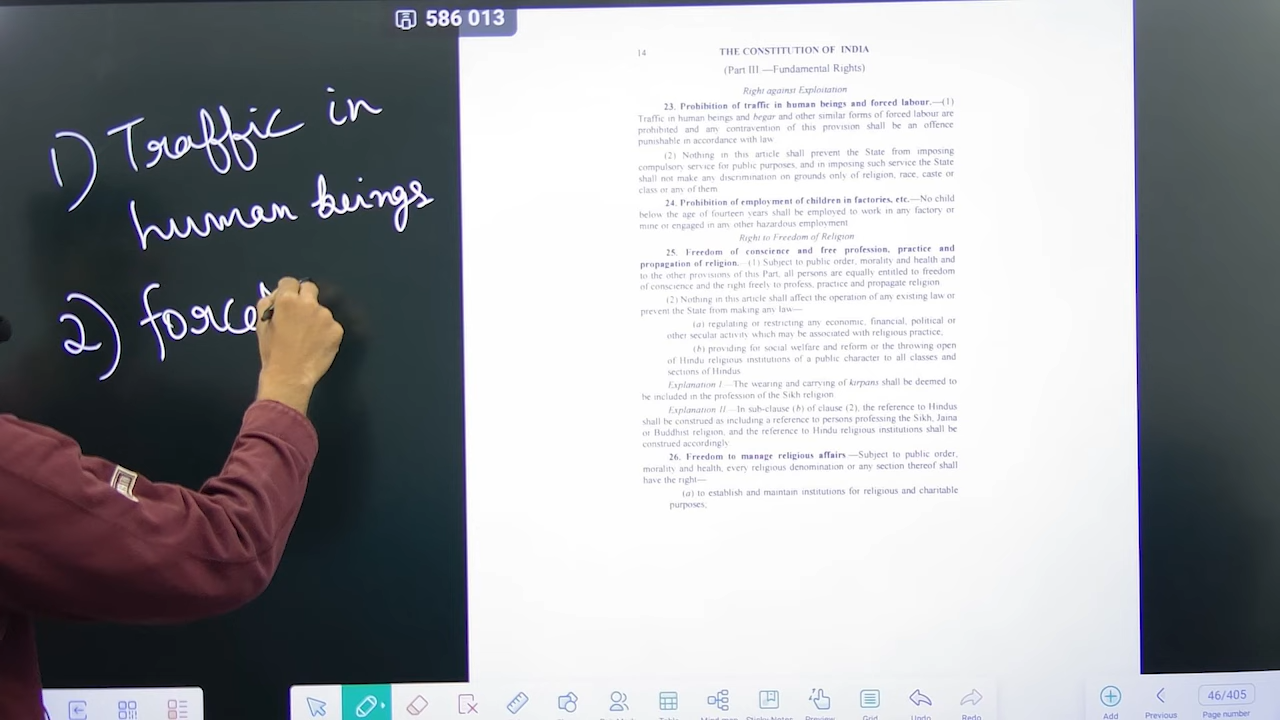 586 013
1) Traffic in
human beings
2) force
14 THE CONSTITUTION OF INDIA
(Part III —Fundamental Rights)
Right against Exploitation
23. Prohibition of traffic in human beings and forced labour.—(1)
Traffic in human beings and begar and other similar forms of forced labour are
prohibited and any contravention of this provision shall be an offence
punishable in accordance with law
(2) Nothing in this article shall prevent the State from imposing
compulsory service for public purposes, and in imposing such service the State
shall not make any discrimination on grounds only of religion, race, caste or
class or any of them
24. Prohibition of employment of children in factories, etc.—No child
below the age of fourteen years shall be employed to work in any factory or
mine or engaged in any other hazardous employment
Right to Freedom of Religion
25. Freedom of conscience and free profession, practice and
propagation of religion.—(1) Subject to public order, morality and health and
to the other provisions of this Part, all persons are equally entitled to freedom
of conscience and the right freely to profess, practice and propagate religion
(2) Nothing in this article shall affect the operation of any existing law or
prevent the State from making any law—
(a) regulating or restricting any economic, financial, political or
other secular activity which may be associated with religious practice;
(b) providing for social welfare and reform or the throwing open
of Hindu religious institutions of a public character to all classes and
sections of Hindus
Explanation I.—The wearing and carrying of kirpans shall be deemed to
be included in the profession of the Sikh religion.
Explanation II.—In sub-clause (b) of clause (2), the reference to Hindus
shall be construed as including a reference to persons professing the Sikh, Jaina
or Buddhist religion, and the reference to Hindu religious institutions shall be
construed accordingly
26. Freedom to manage religious affairs.—Subject to public order,
morality and health, every religious denomination or any section thereof shall
have the right—
(a) to establish and maintain institutions for religious and charitable
purposes;
Table Mind map Sticky Notes Preview Grid Undo Redo Add Previous 46/405
Page number